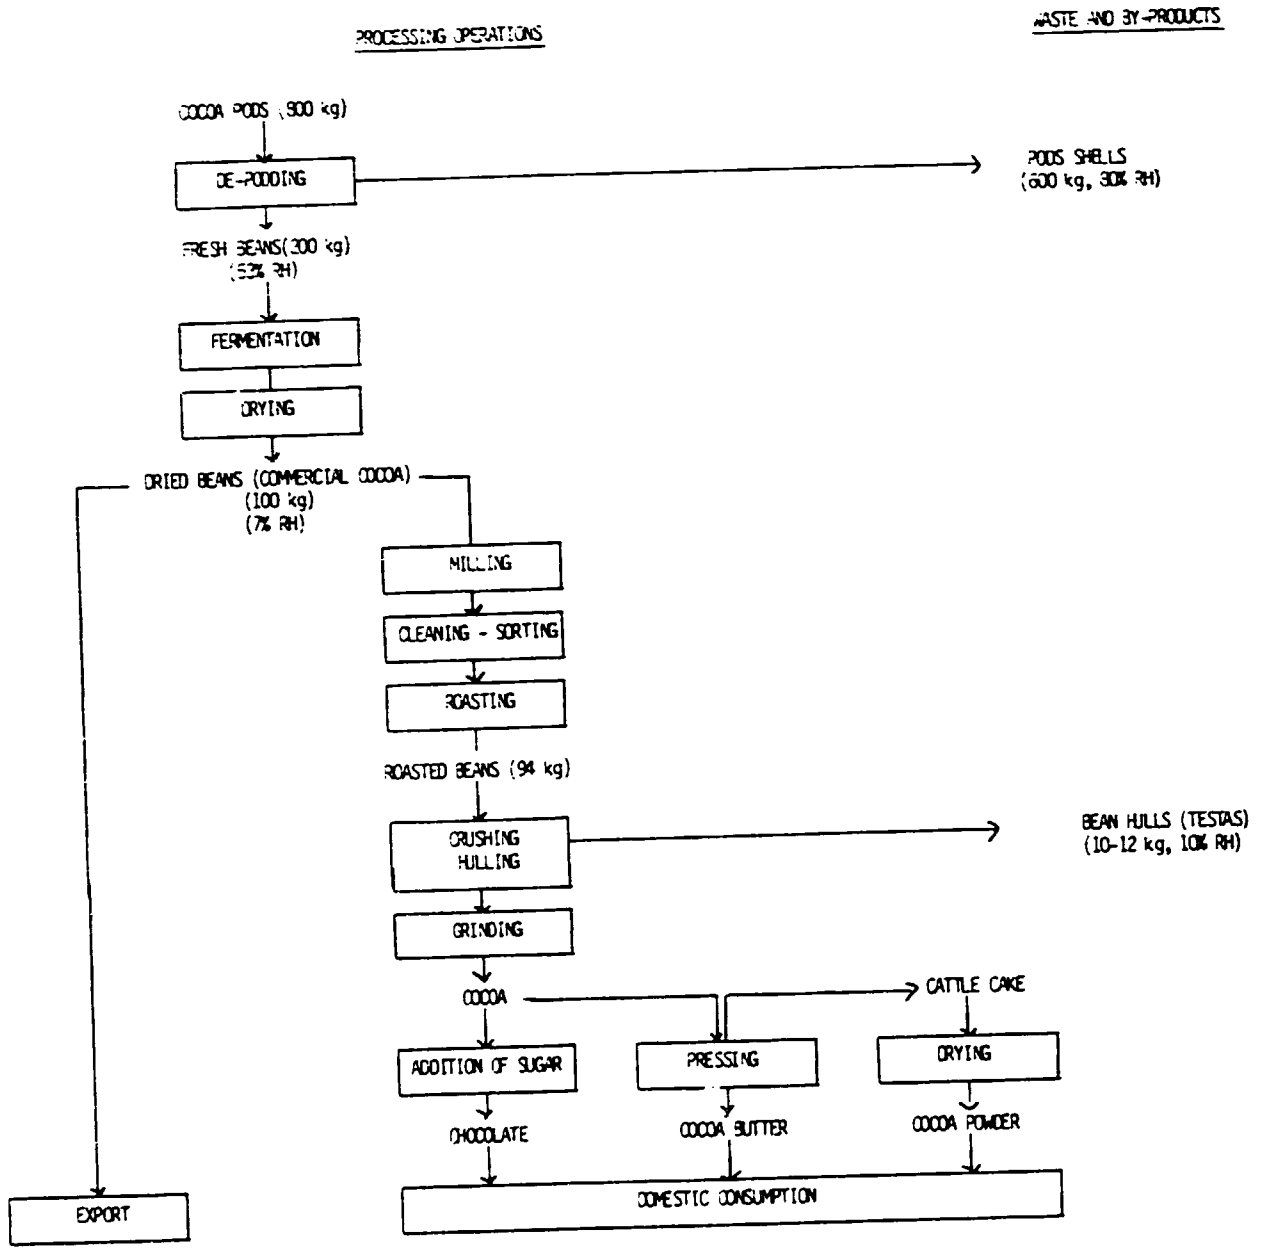 PROCESSING OPERATIONS
WASTE AND BY-PRODUCTS
COCOA PODS (900 kg)
DE-PODDING
PODS SHELLS
(600 kg, 30% RH)
FRESH BEANS(300 kg)
(53% RH)
FERMENTATION
DRYING
DRIED BEANS (COMMERCIAL COCOA)
(100 kg)
(7% RH)
MILLING
CLEANING - SORTING
ROASTING
ROASTED BEANS (94 kg)
CRUSHING
HULLING
BEAN HULLS (TESTAS)
(10-12 kg, 10% RH)
GRINDING
COCOA
CATTLE CAKE
ADDITION OF SUGAR
PRESSING
DRYING
CHOCOLATE
COCOA BUTTER
COCOA POWDER
DOMESTIC CONSUMPTION
EXPORT